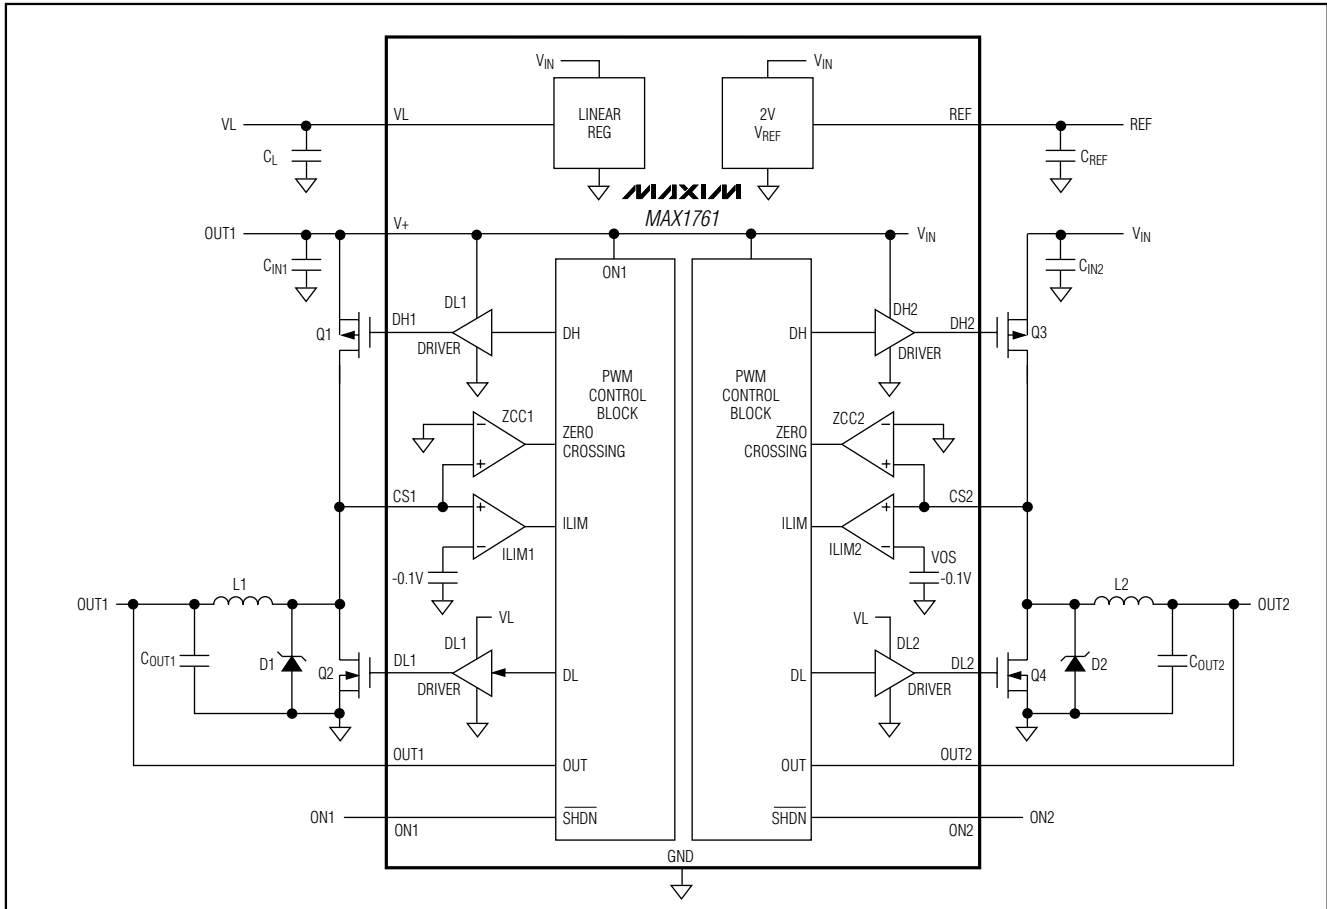 VIN
VIN
VL
VL
LINEAR
REG
2V
VREF
REF
REF
CL
CREF
MAXIM
MAX1761
OUT1
V+
VIN
VIN
CIN1
CIN2
ON1
Q1
DH1
DL1
DRIVER
DH
DH
DH2
DRIVER
DH2
Q3
PWM
CONTROL
BLOCK
PWM
CONTROL
BLOCK
ZCC1
-
+
ZERO
CROSSING
ZERO
CROSSING
ZCC2
-
+
CS1
+
-
ILIM1
ILIM
ILIM
+
-
ILIM2
CS2
VOS
-0.1V
-0.1V
OUT1
L1
L2
OUT2
VL
VL
COUT1
D1
Q2
DL1
DL1
DRIVER
DL
DL
DL2
DRIVER
DL2
Q4
D2
COUT2
OUT1
OUT
OUT
OUT2
ON1
ON1
SHDN
SHDN
ON2
ON2
GND